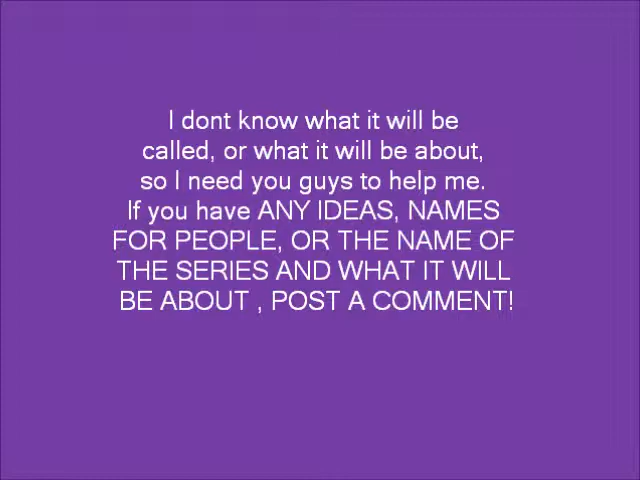 I dont know what it will be
called, or what it will be about,
so I need you guys to help me.
If you have ANY IDEAS, NAMES
FOR PEOPLE, OR THE NAME OF
THE SERIES AND WHAT IT WILL
BE ABOUT , POST A COMMENT!